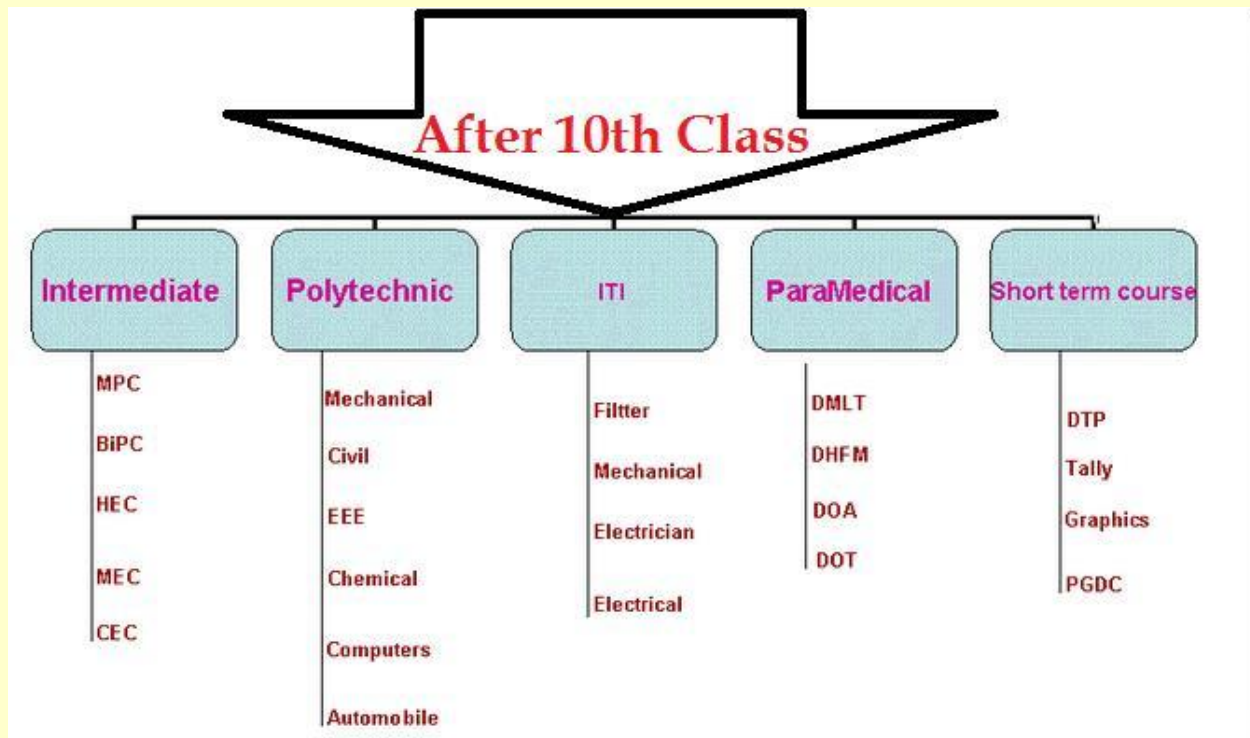 After 10th Class
Intermediate
MPC
BiPC
HEC
MEC
CEC
Polytechnic
Mechanical
Civil
EEE
Chemical
Computers
Automobile
ITI
Filtter
Mechanical
Electrician
Electrical
ParaMedical
DMLT
DHFM
DOA
DOT
Short term course
DTP
Tally
Graphics
PGDC